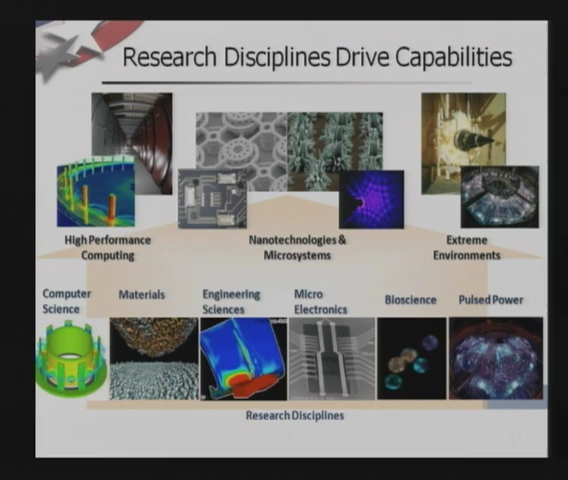 Research Disciplines Drive Capabilities
High Performance
Computing
Nanotechnologies &
Microsystems
Extreme
Environments
Computer
Science
Materials
Engineering
Sciences
Micro
Electronics
Bioscience
Pulsed Power
Research Disciplines